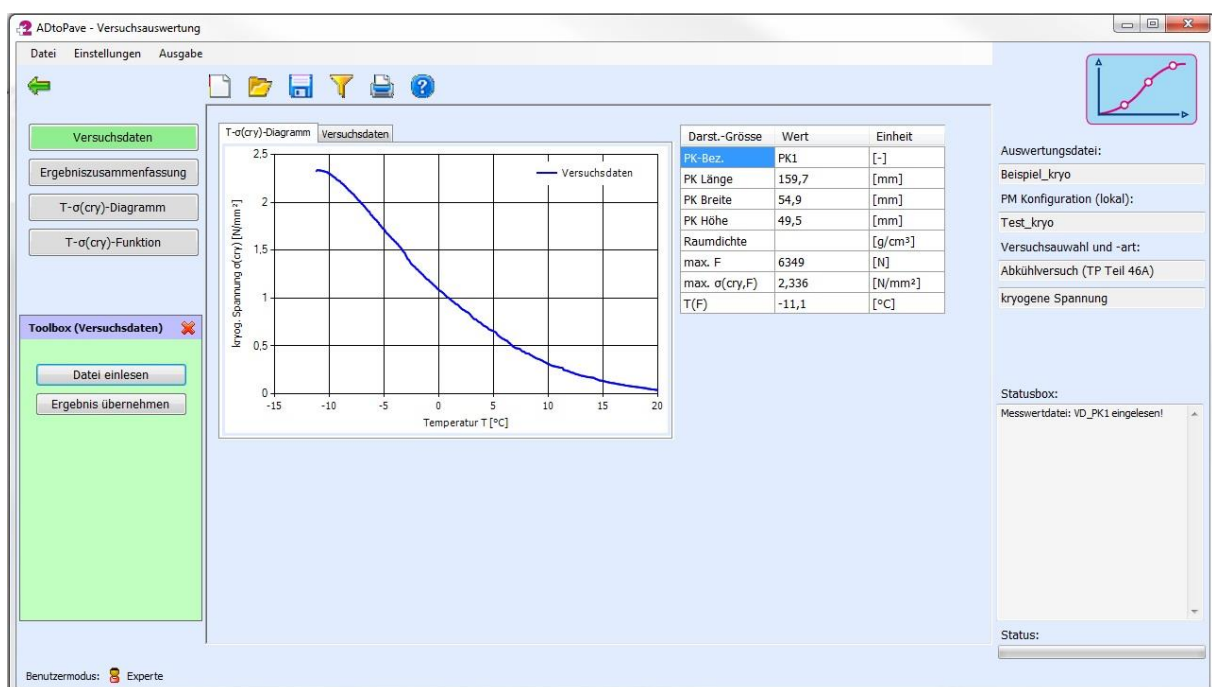 ADtoPave - Versuchsauswertung
Datei Einstellungen Ausgabe
Versuchsdaten
Ergebniszusammenfassung
T-σ(cry)-Diagramm
T-σ(cry)-Funktion
Toolbox (Versuchsdaten)
Datei einlesen
Ergebnis übernehmen
T-σ(cry)-Diagramm Versuchsdaten
kryog. Spannung σ(cry) [N/mm²]
2,5
2
1,5
1
0,5
0
-15 -10 -5 0 5 10 15 20
Temperatur T [°C]
Versuchsdaten
Darst.-Grösse Wert Einheit
PK-Bez. PK1 [-]
PK Länge 159,7 [mm]
PK Breite 54,9 [mm]
PK Höhe 49,5 [mm]
Raumdichte [g/cm³]
max. F 6349 [N]
max. σ(cry,F) 2,336 [N/mm²]
T(F) -11,1 [°C]
Auswertungsdatei:
Beispiel_kryo
PM Konfiguration (lokal):
Test_kryo
Versuchsauwahl und -art:
Abkühlversuch (TP Teil 46A)
kryogene Spannung
Statusbox:
Messwertdatei: VD_PK1 eingelesen!
Status:
Benutzermodus: Experte